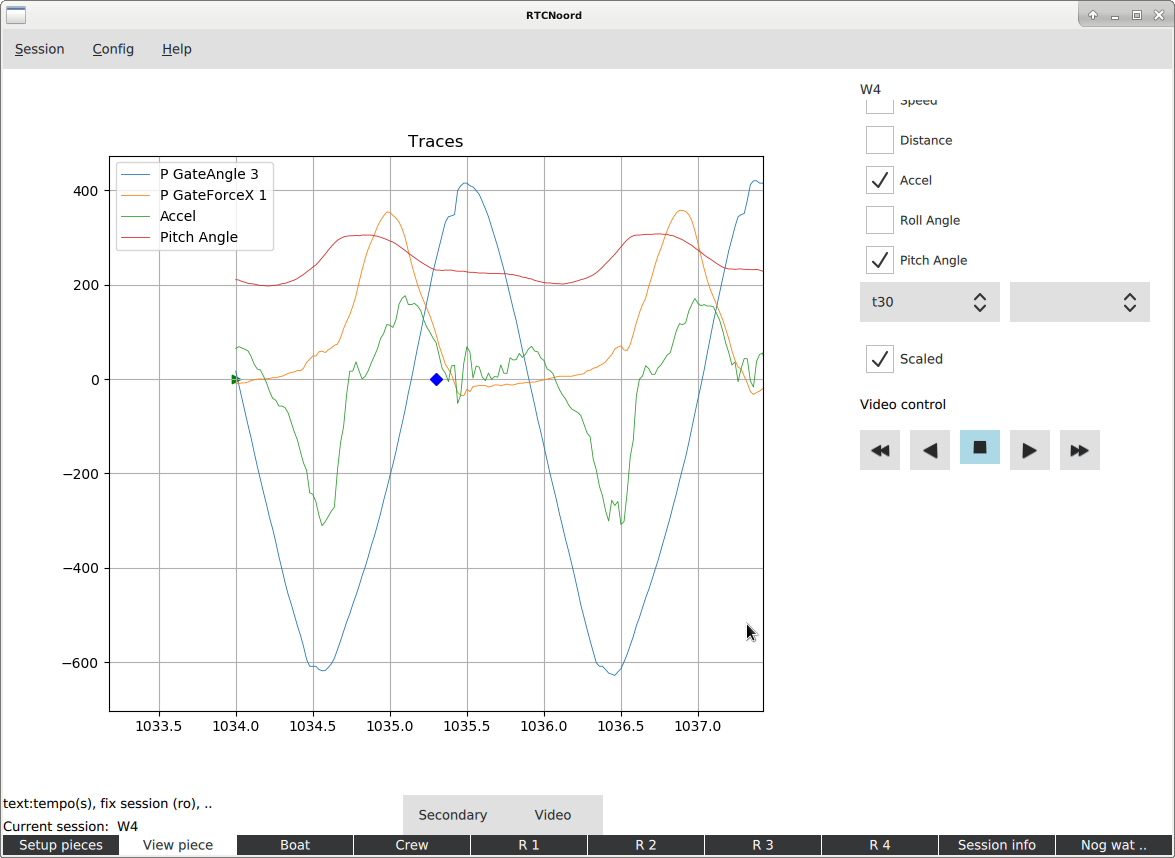 RTCNoord
Session Config Help
W4
Speed
Distance
Accel
Roll Angle
Pitch Angle
t30
Scaled
Video control
Traces
P GateAngle 3
P GateForceX 1
Accel
Pitch Angle
400
200
0
−200
−400
−600
1033.5 1034.0 1034.5 1035.0 1035.5 1036.0 1036.5 1037.0
text:tempo(s), fix session (ro), ..
Secondary Video
Current session: W4
Setup pieces View piece Boat Crew R 1 R 2 R 3 R 4 Session info Nog wat ..